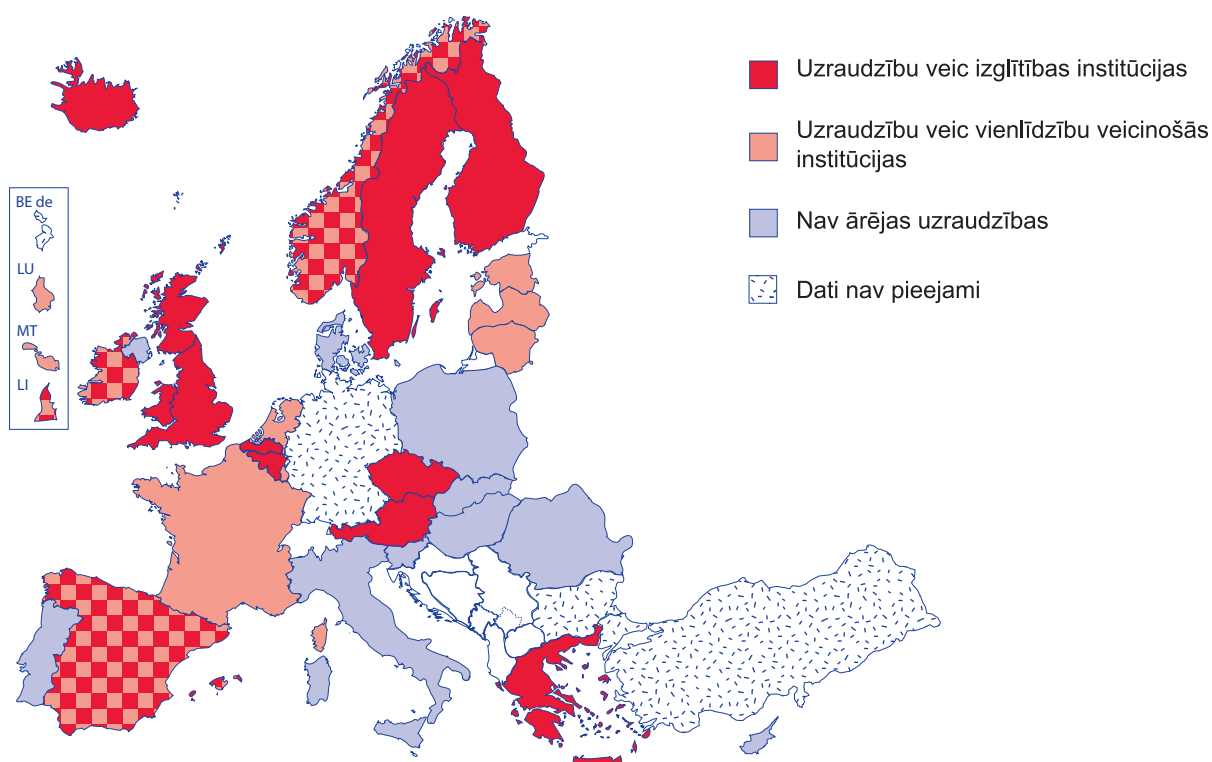 BE de
LU
MT
LI
Uzraudzību veic izglītības institūcijas
Uzraudzību veic vienlīdzību veicinošās
institūcijas
Nav ārējas uzraudzības
Dati nav pieejami